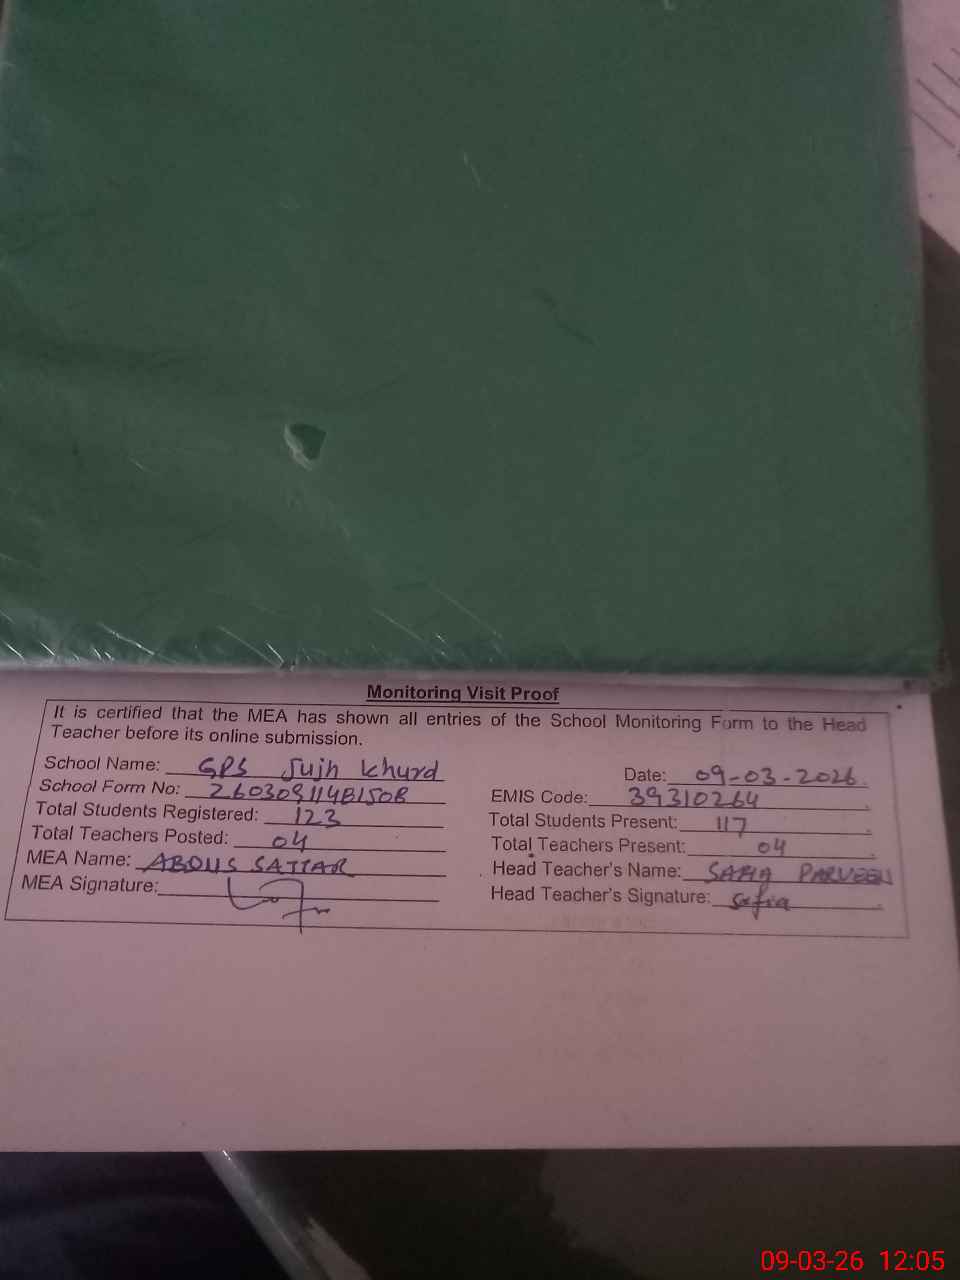 Monitoring Visit Proof
It is certified that the MEA has shown all entries of the School Monitoring Form to the Head
Teacher before its online submission.
School Name: GPS Sujh Khurd
Date: 09-03-2026
School Form No:
EMIS Code: 39310264
Total Students Registered: 123
Total Students Present: 117
Total Teachers Posted: 04
Total Teachers Present: 04
MEA Name: SATTAR
Head Teacher's Name: SAFIA PARVEEN
MEA Signature:
Head Teacher's Signature: Safia
09-03-26 12:05